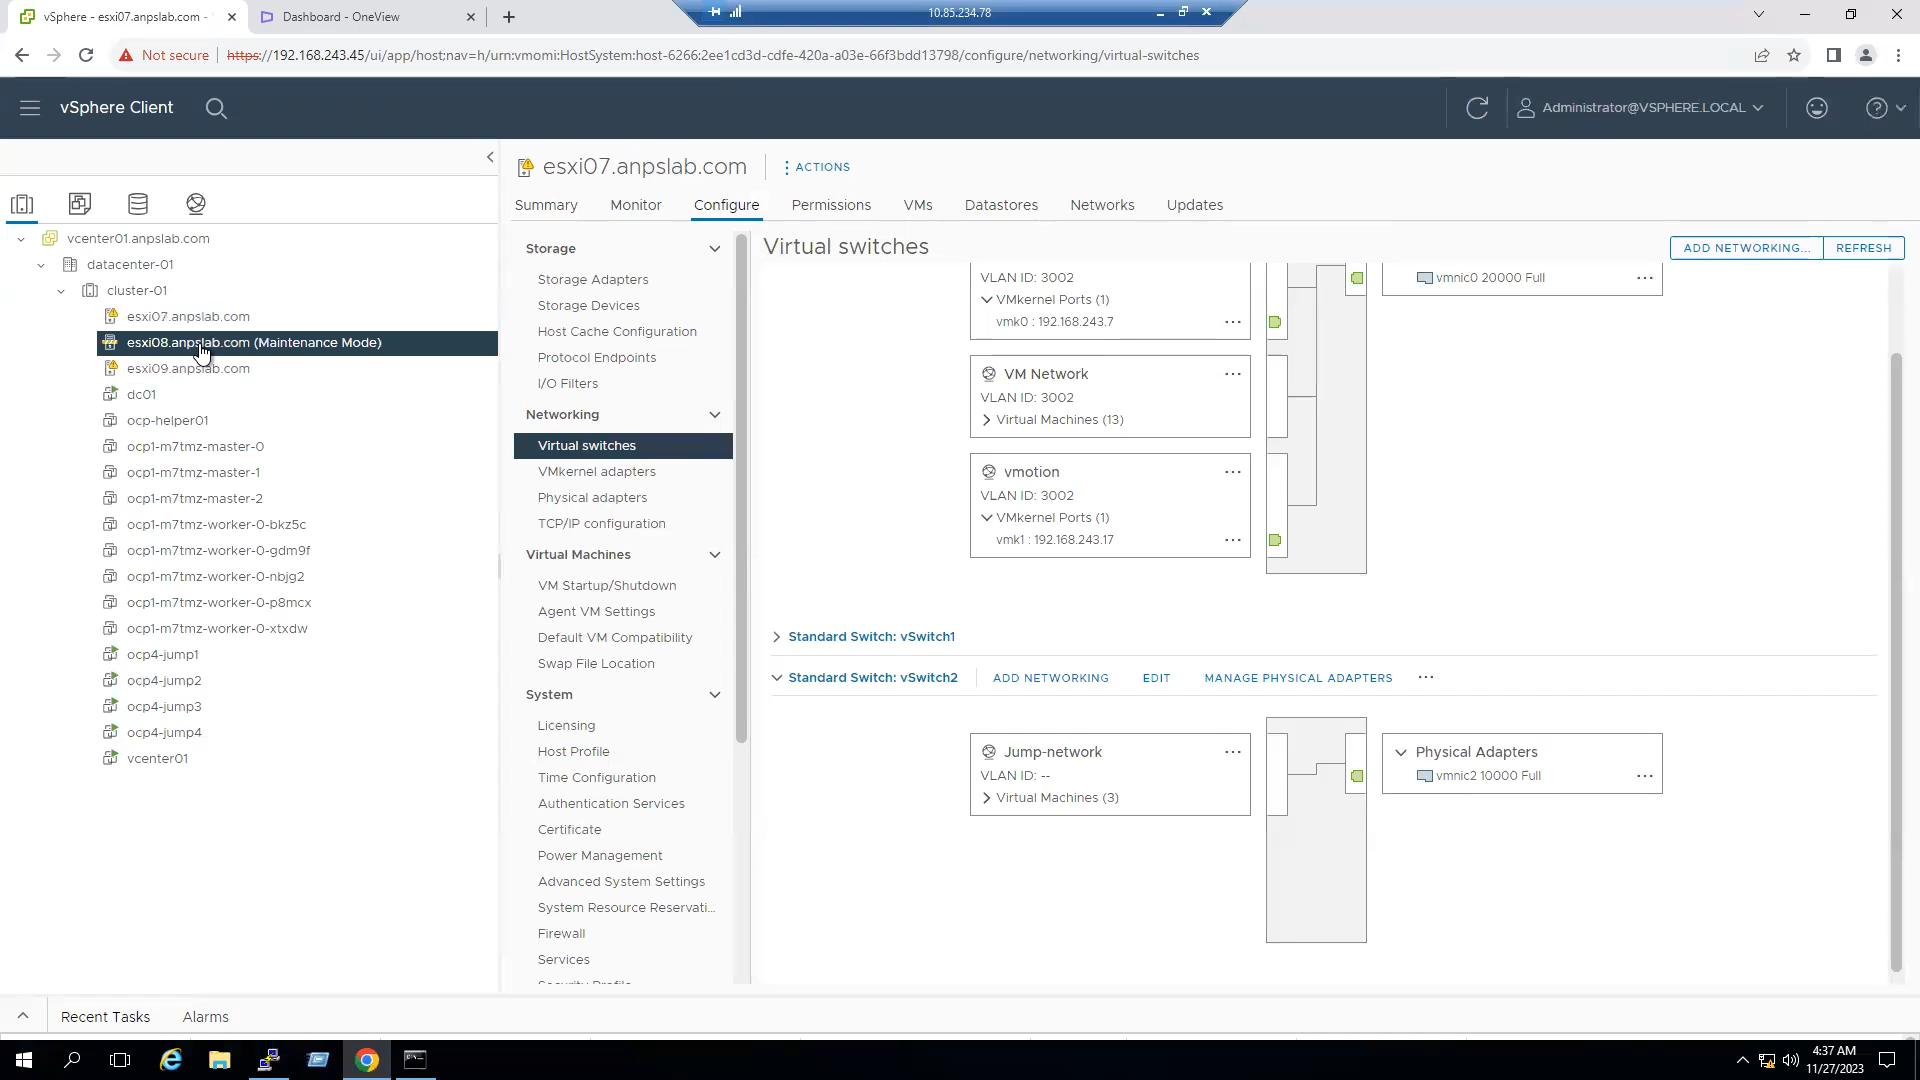 vSphere - esxi07.anpslab.com -
Dashboard - OneView
10.85.234.78
Not secure
https://192.168.243.45/ui/app/host;nav=h/urn:vmomi:HostSystem:host-6266:2ee1cd3d-cdfe-420a-a03e-66f3bdd13798/configure/networking/virtual-switches
vSphere Client
Administrator@VSPHERE.LOCAL
vcenter01.anpslab.com
datacenter-01
cluster-01
esxi07.anpslab.com
esxi08.anpslab.com (Maintenance Mode)
esxi09.anpslab.com
dc01
ocp-helper01
ocp1-m7tmz-master-0
ocp1-m7tmz-master-1
ocp1-m7tmz-master-2
ocp1-m7tmz-worker-0-bkz5c
ocp1-m7tmz-worker-0-gdm9f
ocp1-m7tmz-worker-0-nbjg2
ocp1-m7tmz-worker-0-p8mcx
ocp1-m7tmz-worker-0-xtxdw
ocp4-jump1
ocp4-jump2
ocp4-jump3
ocp4-jump4
vcenter01
esxi07.anpslab.com
ACTIONS
Summary
Monitor
Configure
Permissions
VMs
Datastores
Networks
Updates
Storage
Storage Adapters
Storage Devices
Host Cache Configuration
Protocol Endpoints
I/O Filters
Networking
Virtual switches
VMkernel adapters
Physical adapters
TCP/IP configuration
Virtual Machines
VM Startup/Shutdown
Agent VM Settings
Default VM Compatibility
Swap File Location
System
Licensing
Host Profile
Time Configuration
Authentication Services
Certificate
Power Management
Advanced System Settings
System Resource Reservati...
Firewall
Services
Virtual switches
ADD NETWORKING...
REFRESH
VLAN ID: 3002
VMkernel Ports (1)
vmk0 : 192.168.243.7
vmnic0 20000 Full
VM Network
VLAN ID: 3002
Virtual Machines (13)
vmotion
VLAN ID: 3002
VMkernel Ports (1)
vmk1 : 192.168.243.17
Standard Switch: vSwitch1
Standard Switch: vSwitch2
ADD NETWORKING
EDIT
MANAGE PHYSICAL ADAPTERS
Jump-network
VLAN ID: --
Virtual Machines (3)
Physical Adapters
vmnic2 10000 Full
Recent Tasks
Alarms
4:37 AM
11/27/2023